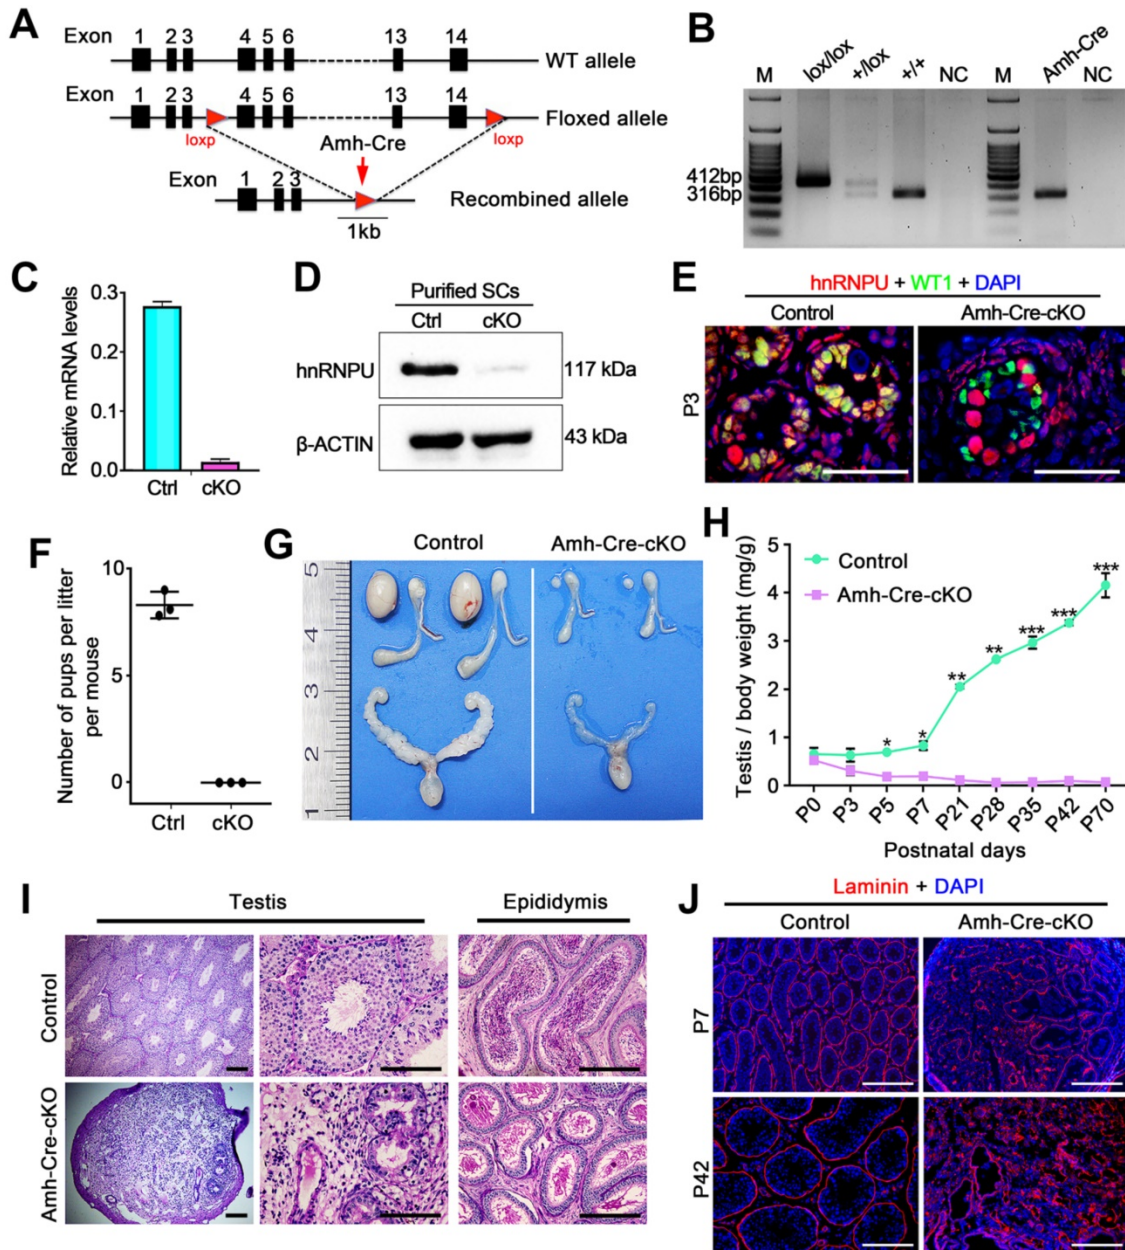 A
Exon 1 2 3 4 5 6 13 14 WT allele
Exon 1 2 3 4 5 6 13 14 Floxed allele
loxp Amh-Cre loxp
Exon 1 2 3 Recombined allele
1kb
B
M lox/lox +/lox +/+ NC M Amh-Cre NC
412bp
316bp
C
Relative mRNA levels
0.3
0.2
0.1
0.0
Ctrl cKO
D
Purified SCs
Ctrl cKO
hnRNPU 117 kDa
β-ACTIN 43 kDa
E
hnRNPU + WT1 + DAPI
Control Amh-Cre-cKO
P3
F
Number of pups per litter
per mouse
10
5
0
Ctrl cKO
G
Control Amh-Cre-cKO
5
4
3
2
1
H
Testis / body weight (mg/g)
5
4
3
2
1
0
Control
Amh-Cre-cKO
* * ** ** *** *** ***
P0 P3 P5 P7 P21 P28 P35 P42 P70
Postnatal days
I
Testis Epididymis
Control
Amh-Cre-cKO
J
Laminin + DAPI
Control Amh-Cre-cKO
P7
P42